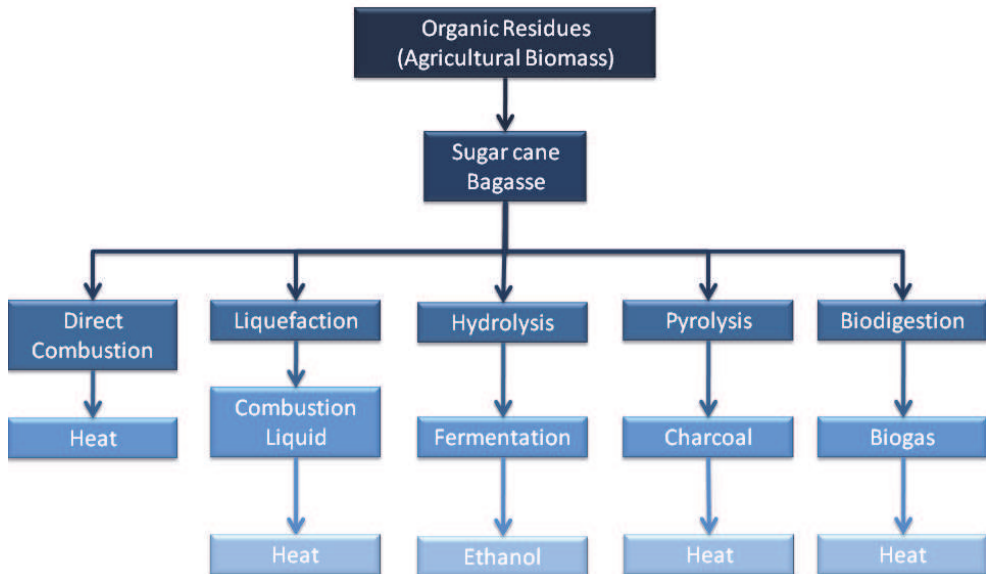 Organic Residues
(Agricultural Biomass)
Sugar cane
Bagasse
Direct
Combustion
Liquefaction
Hydrolysis
Pyrolysis
Biodigestion
Heat
Combustion
Liquid
Fermentation
Charcoal
Biogas
Heat
Ethanol
Heat
Heat